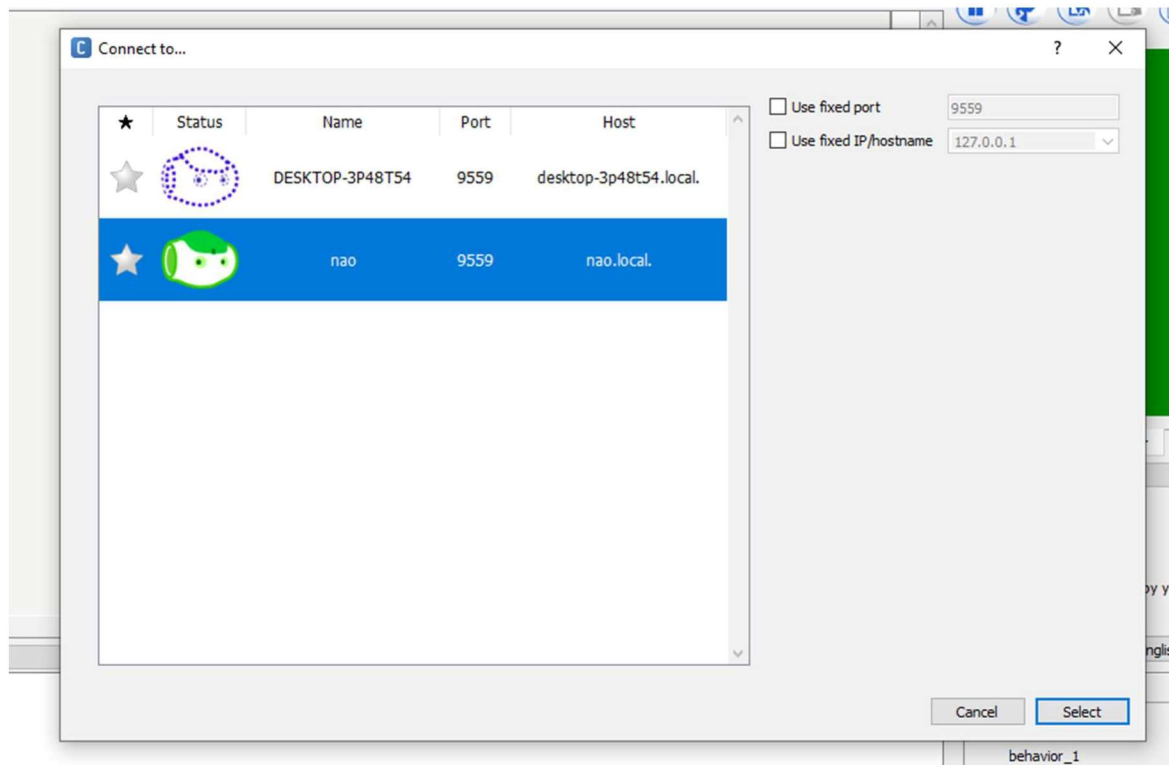 C Connect to...
? ×
★ Status Name Port Host
DESKTOP-3P48T54 9559 desktop-3p48t54.local.
nao 9559 nao.local.
Use fixed port 9559
Use fixed IP/hostname 127.0.0.1
Cancel Select
behavior_1